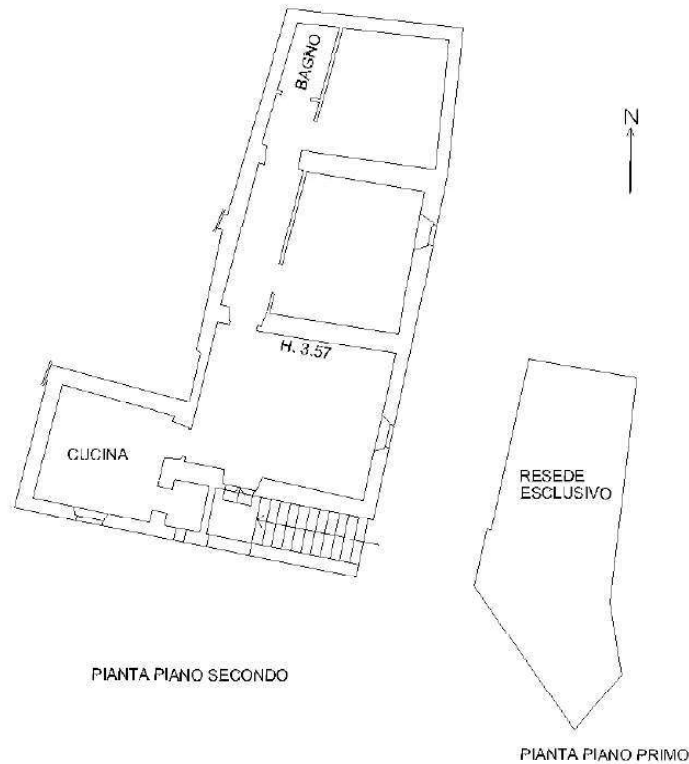 BAGNO
N
H. 3.57
CUCINA
RESEDE
ESCLUSIVO
PIANTA PIANO SECONDO
PIANTA PIANO PRIMO